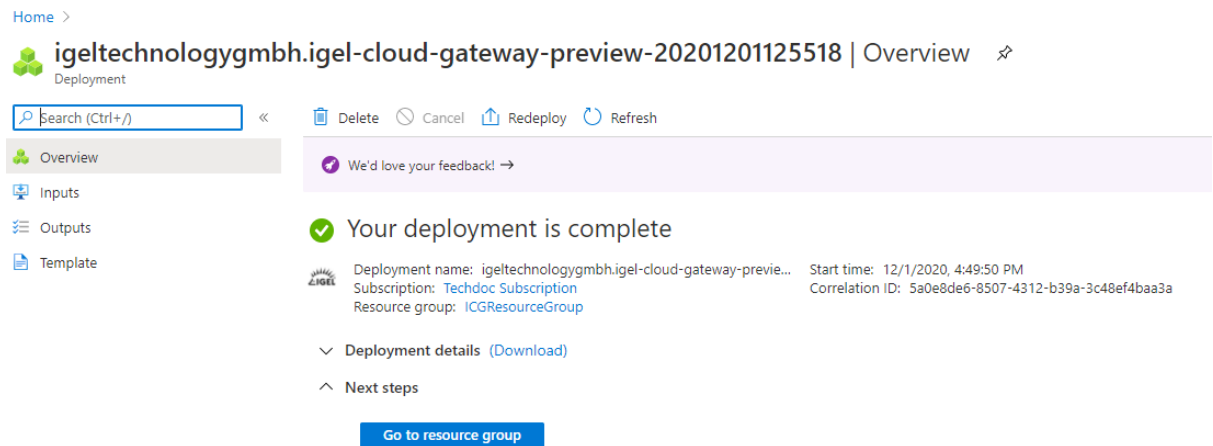 Home >
igeltechnologygmbh.igel-cloud-gateway-preview-20201201125518 | Overview
Deployment
Search (Ctrl+/)
«
Delete Cancel Redeploy Refresh
Overview
We'd love your feedback! →
Inputs
Outputs
Your deployment is complete
Template
IGEL
Deployment name: igeltechnologygmbh.igel-cloud-gateway-previe... Start time: 12/1/2020, 4:49:50 PM
Subscription: Techdoc Subscription Correlation ID: 5a0e8de6-8507-4312-b39a-3c48ef4baa3a
Resource group: ICGResourceGroup
Deployment details (Download)
Next steps
Go to resource group